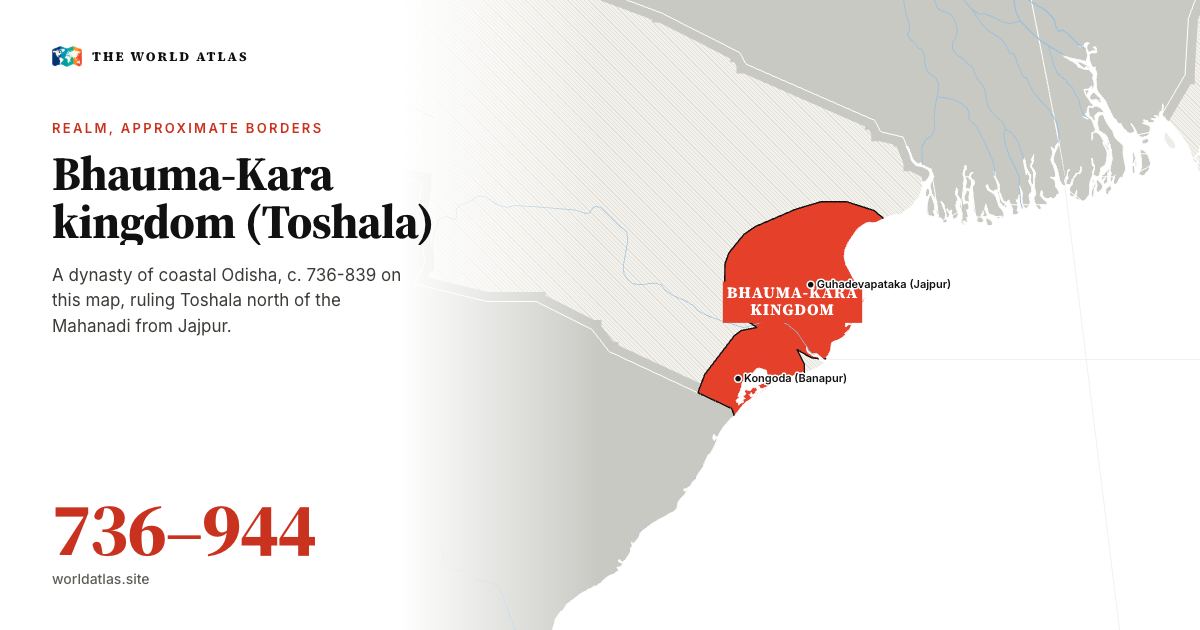 THE WORLD ATLAS
REALM, APPROXIMATE BORDERS
Bhauma-Kara
kingdom (Toshala)
A dynasty of coastal Odisha, c. 736-839 on
this map, ruling Toshala north of the
Mahanadi from Jajpur.
736–944
worldatlas.site
Guhadevapataka (Jajpur)
BHAUMA-KARA
KINGDOM
Kongoda (Banapur)